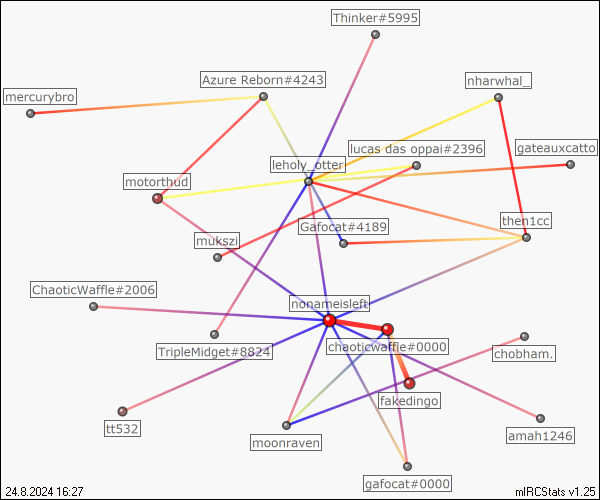 Thinker#5995
Azure Reborn#4243
nharwhal_
mercurybro
lucas das oppai#2396
gateauxcatto
leholy_otter
motorthud
Gafocat#4189
then1cc
mukszi
ChaoticWaffle#2006
nonameisleft
chaoticwaffle#0000
TripleMidget#8824
chobham.
fakedingo
tt532
amah1246
moonraven
gafocat#0000
24.8.2024 16:27
mIRCStats v1.25